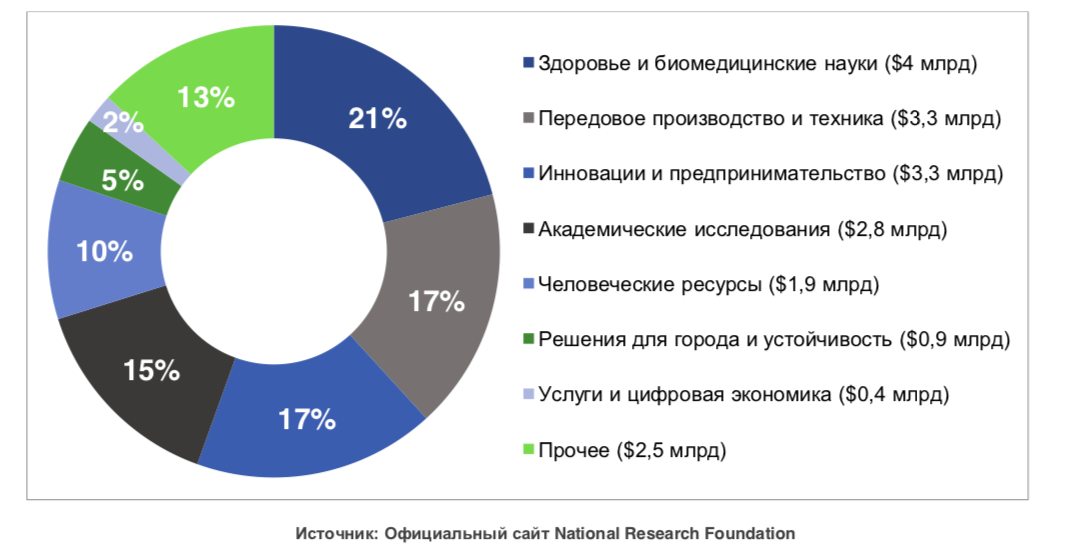 13%
2%
21%
5%
10%
17%
15%
17%
Здоровье и биомедицинские науки ($4 млрд)
Передовое производство и техника ($3,3 млрд)
Инновации и предпринимательство ($3,3 млрд)
Академические исследования ($2,8 млрд)
Человеческие ресурсы ($1,9 млрд)
Решения для города и устойчивость ($0,9 млрд)
Услуги и цифровая экономика ($0,4 млрд)
Прочее ($2,5 млрд)
Источник: Официальный сайт National Research Foundation